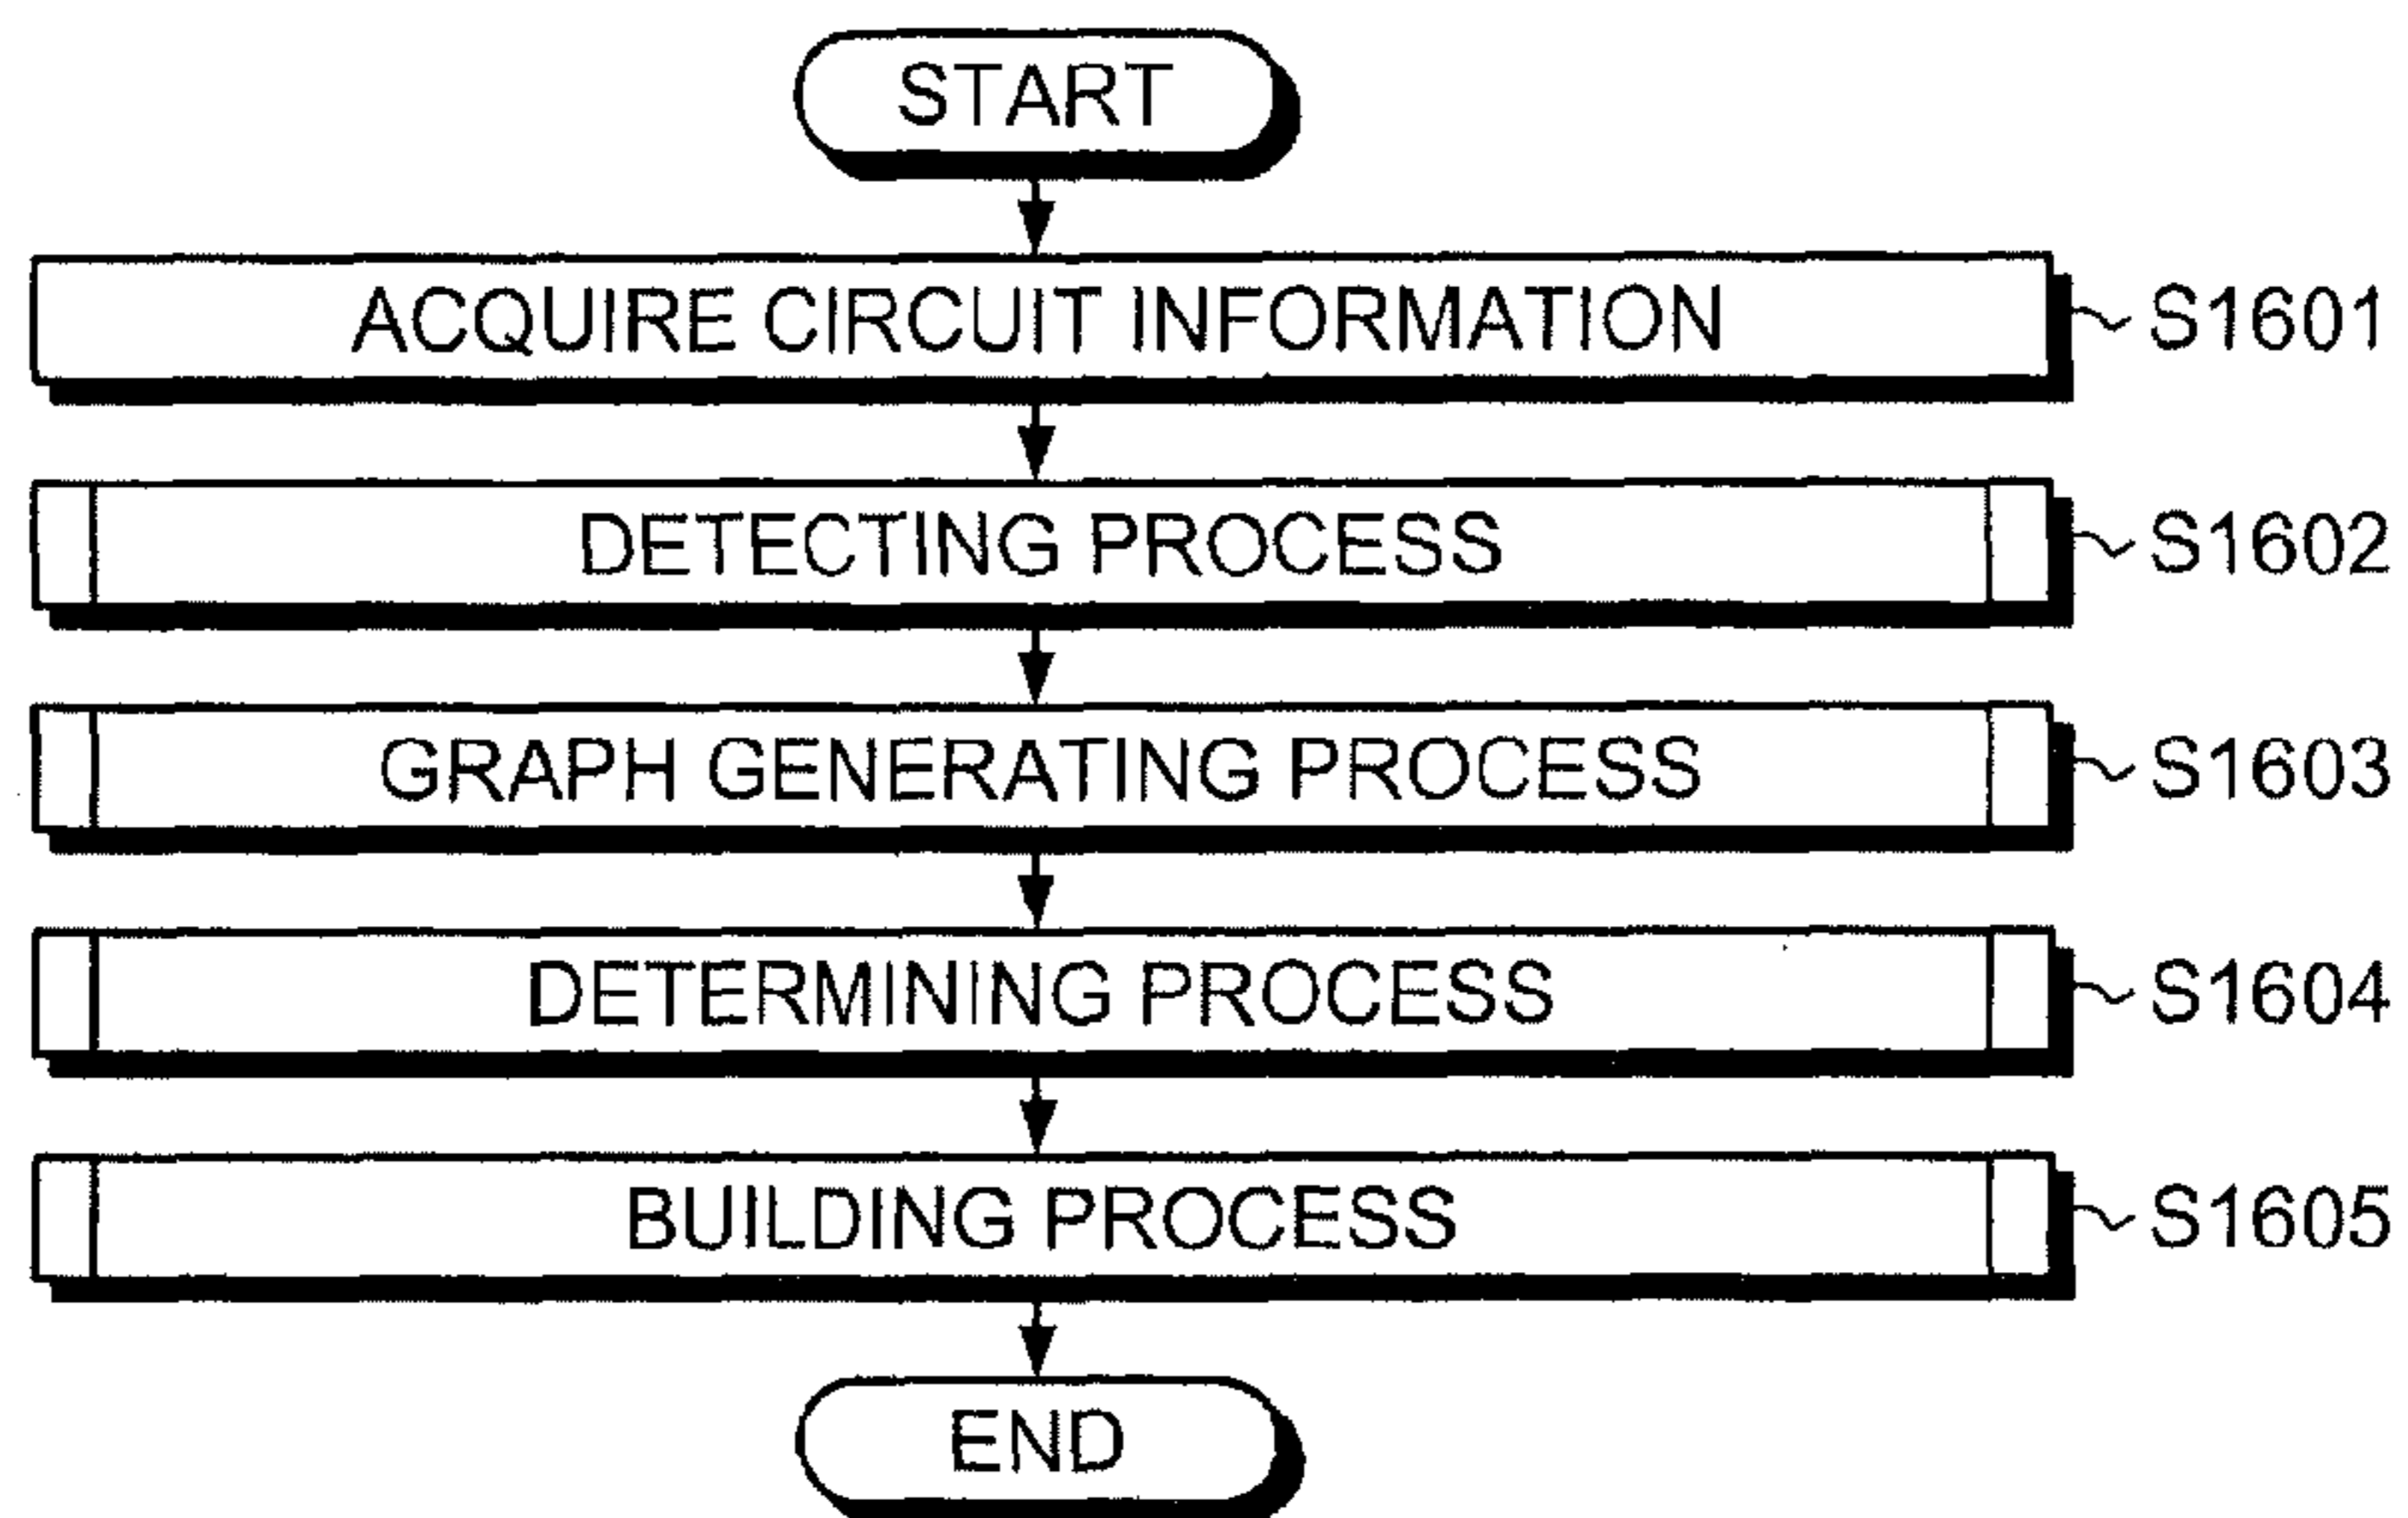 START
ACQUIRE CIRCUIT INFORMATION S1601
DETECTING PROCESS S1602
GRAPH GENERATING PROCESS S1603
DETERMINING PROCESS S1604
BUILDING PROCESS S1605
END